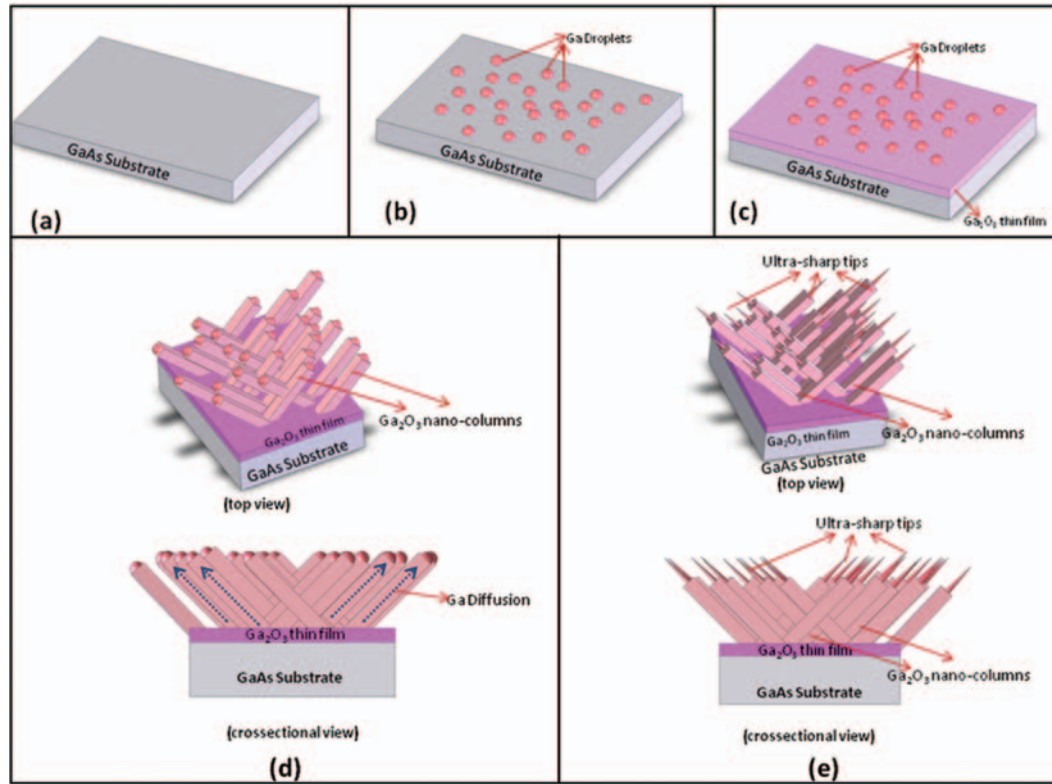 GaAs Substrate
(a)
Ga Droplets
GaAs Substrate
(b)
Ga Droplets
GaAs Substrate
Ga2O3 thin film
(c)
Ga2O3 nano-columns
Ga2O3 thin film
GaAs Substrate
(top view)
Ga Diffusion
Ga2O3 thin film
GaAs Substrate
(crossectional view)
(d)
Ultra-sharp tips
Ga2O3 nano-columns
Ga2O3 thin film
GaAs Substrate
(top view)
Ultra-sharp tips
Ga2O3 thin film
Ga2O3 nano-columns
GaAs Substrate
(crossectional view)
(e)